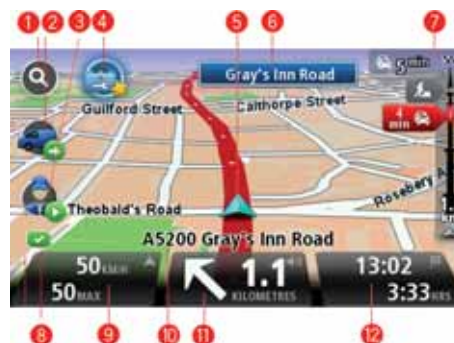 1 2 3 4 5 6 7
5 min
Gray's Inn Road
Guilford Street
Calthorpe Street
4 min
Rosebery A
Theobald's Road
A5200 Gray's Inn Road
50 KM/H
50 MAX
1.1
KILOMETRES
13:02
3:33 HRS
8 9 10 11 12